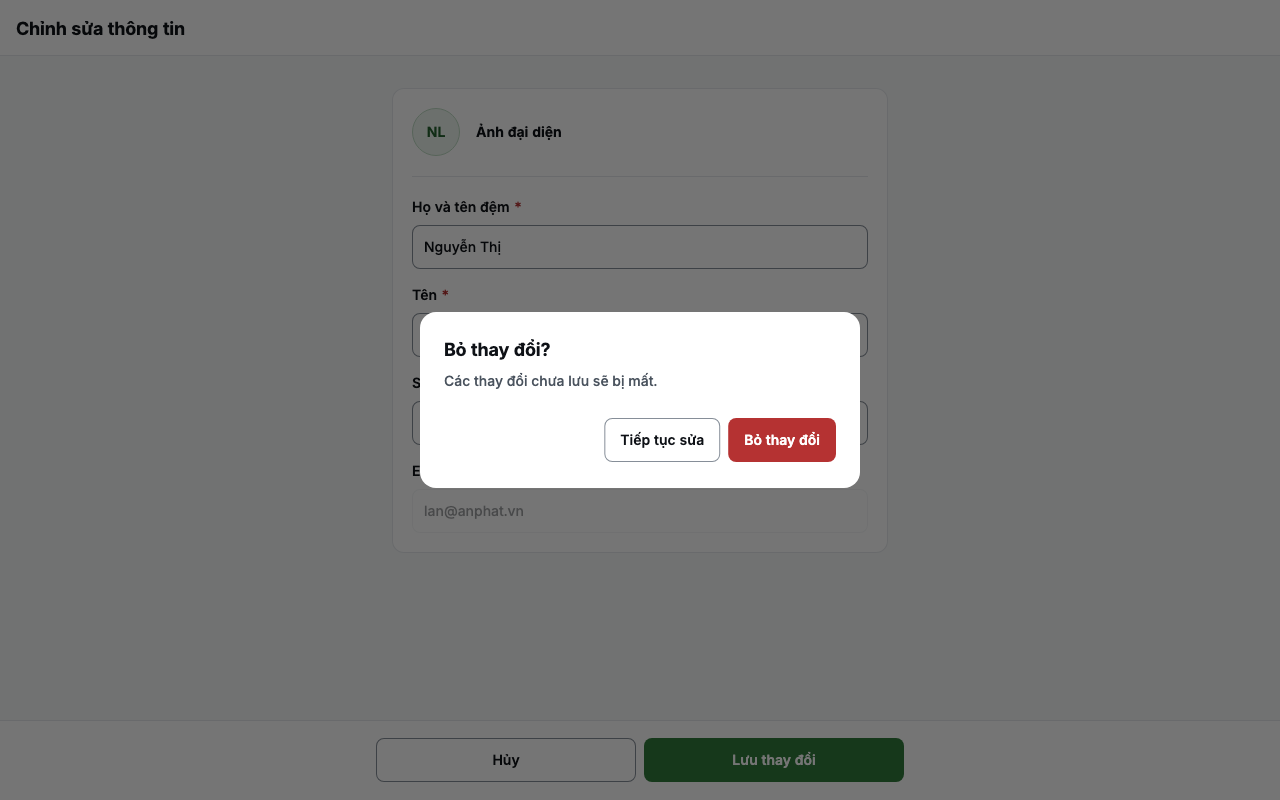 Chỉnh sửa thông tin
NL
Ảnh đại diện
Họ và tên đệm *
Nguyễn Thị
Tên *
Bỏ thay đổi?
Các thay đổi chưa lưu sẽ bị mất.
Tiếp tục sửa
Bỏ thay đổi
lan@anphat.vn
Hủy
Lưu thay đổi